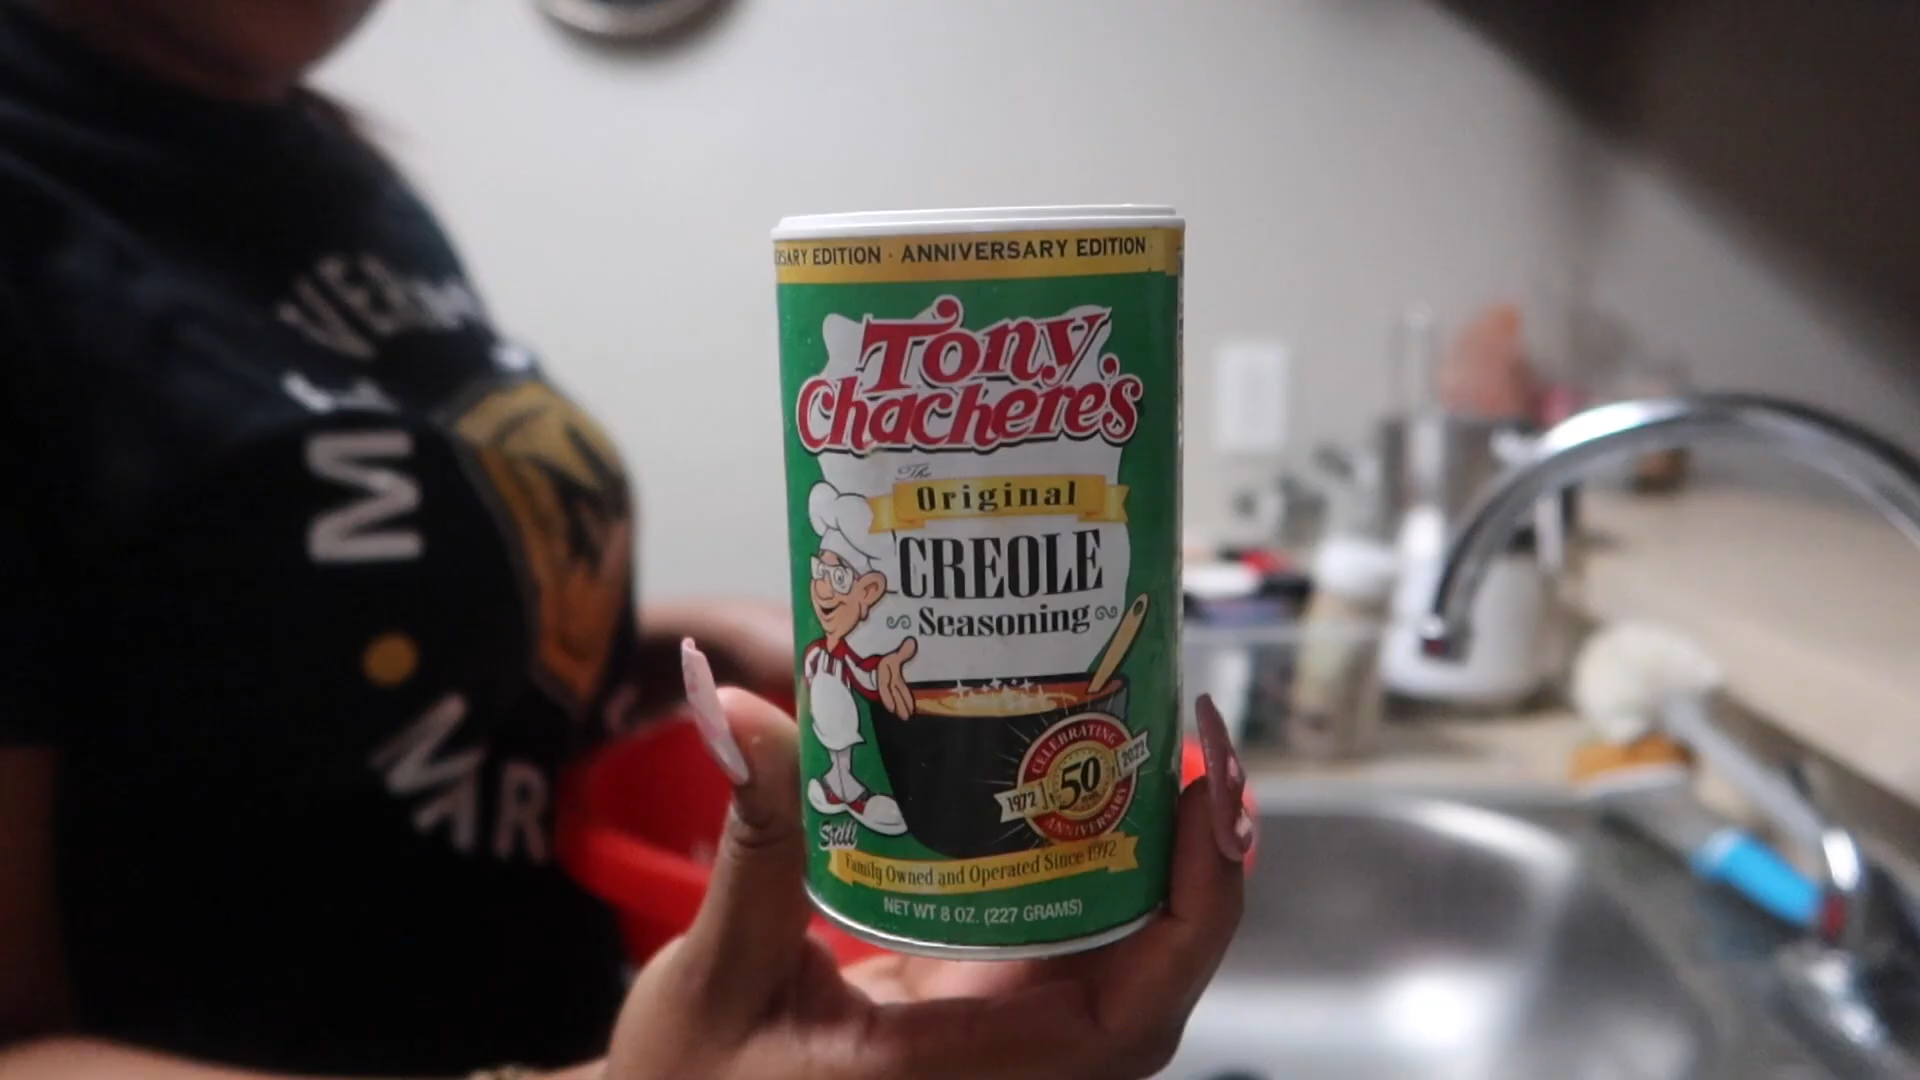 EDITION · ANNIVERSARY EDITION
Tony
Chachere's
The
Original
CREOLE
Seasoning
CELEBRATING
1972 50 2022
ANNIVERSARY
Still
Family Owned and Operated Since 1972
NET WT 8 OZ. (227 GRAMS)